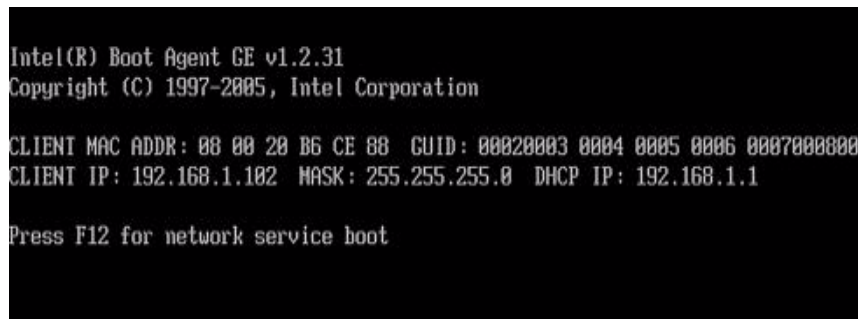 Intel(R) Boot Agent GE v1.2.31
Copyright (C) 1997-2005, Intel Corporation
CLIENT MAC ADDR: 08 00 20 B6 CE 88 GUID: 00020003 0004 0005 0006 0007000800
CLIENT IP: 192.168.1.102 MASK: 255.255.255.0 DHCP IP: 192.168.1.1
Press F12 for network service boot